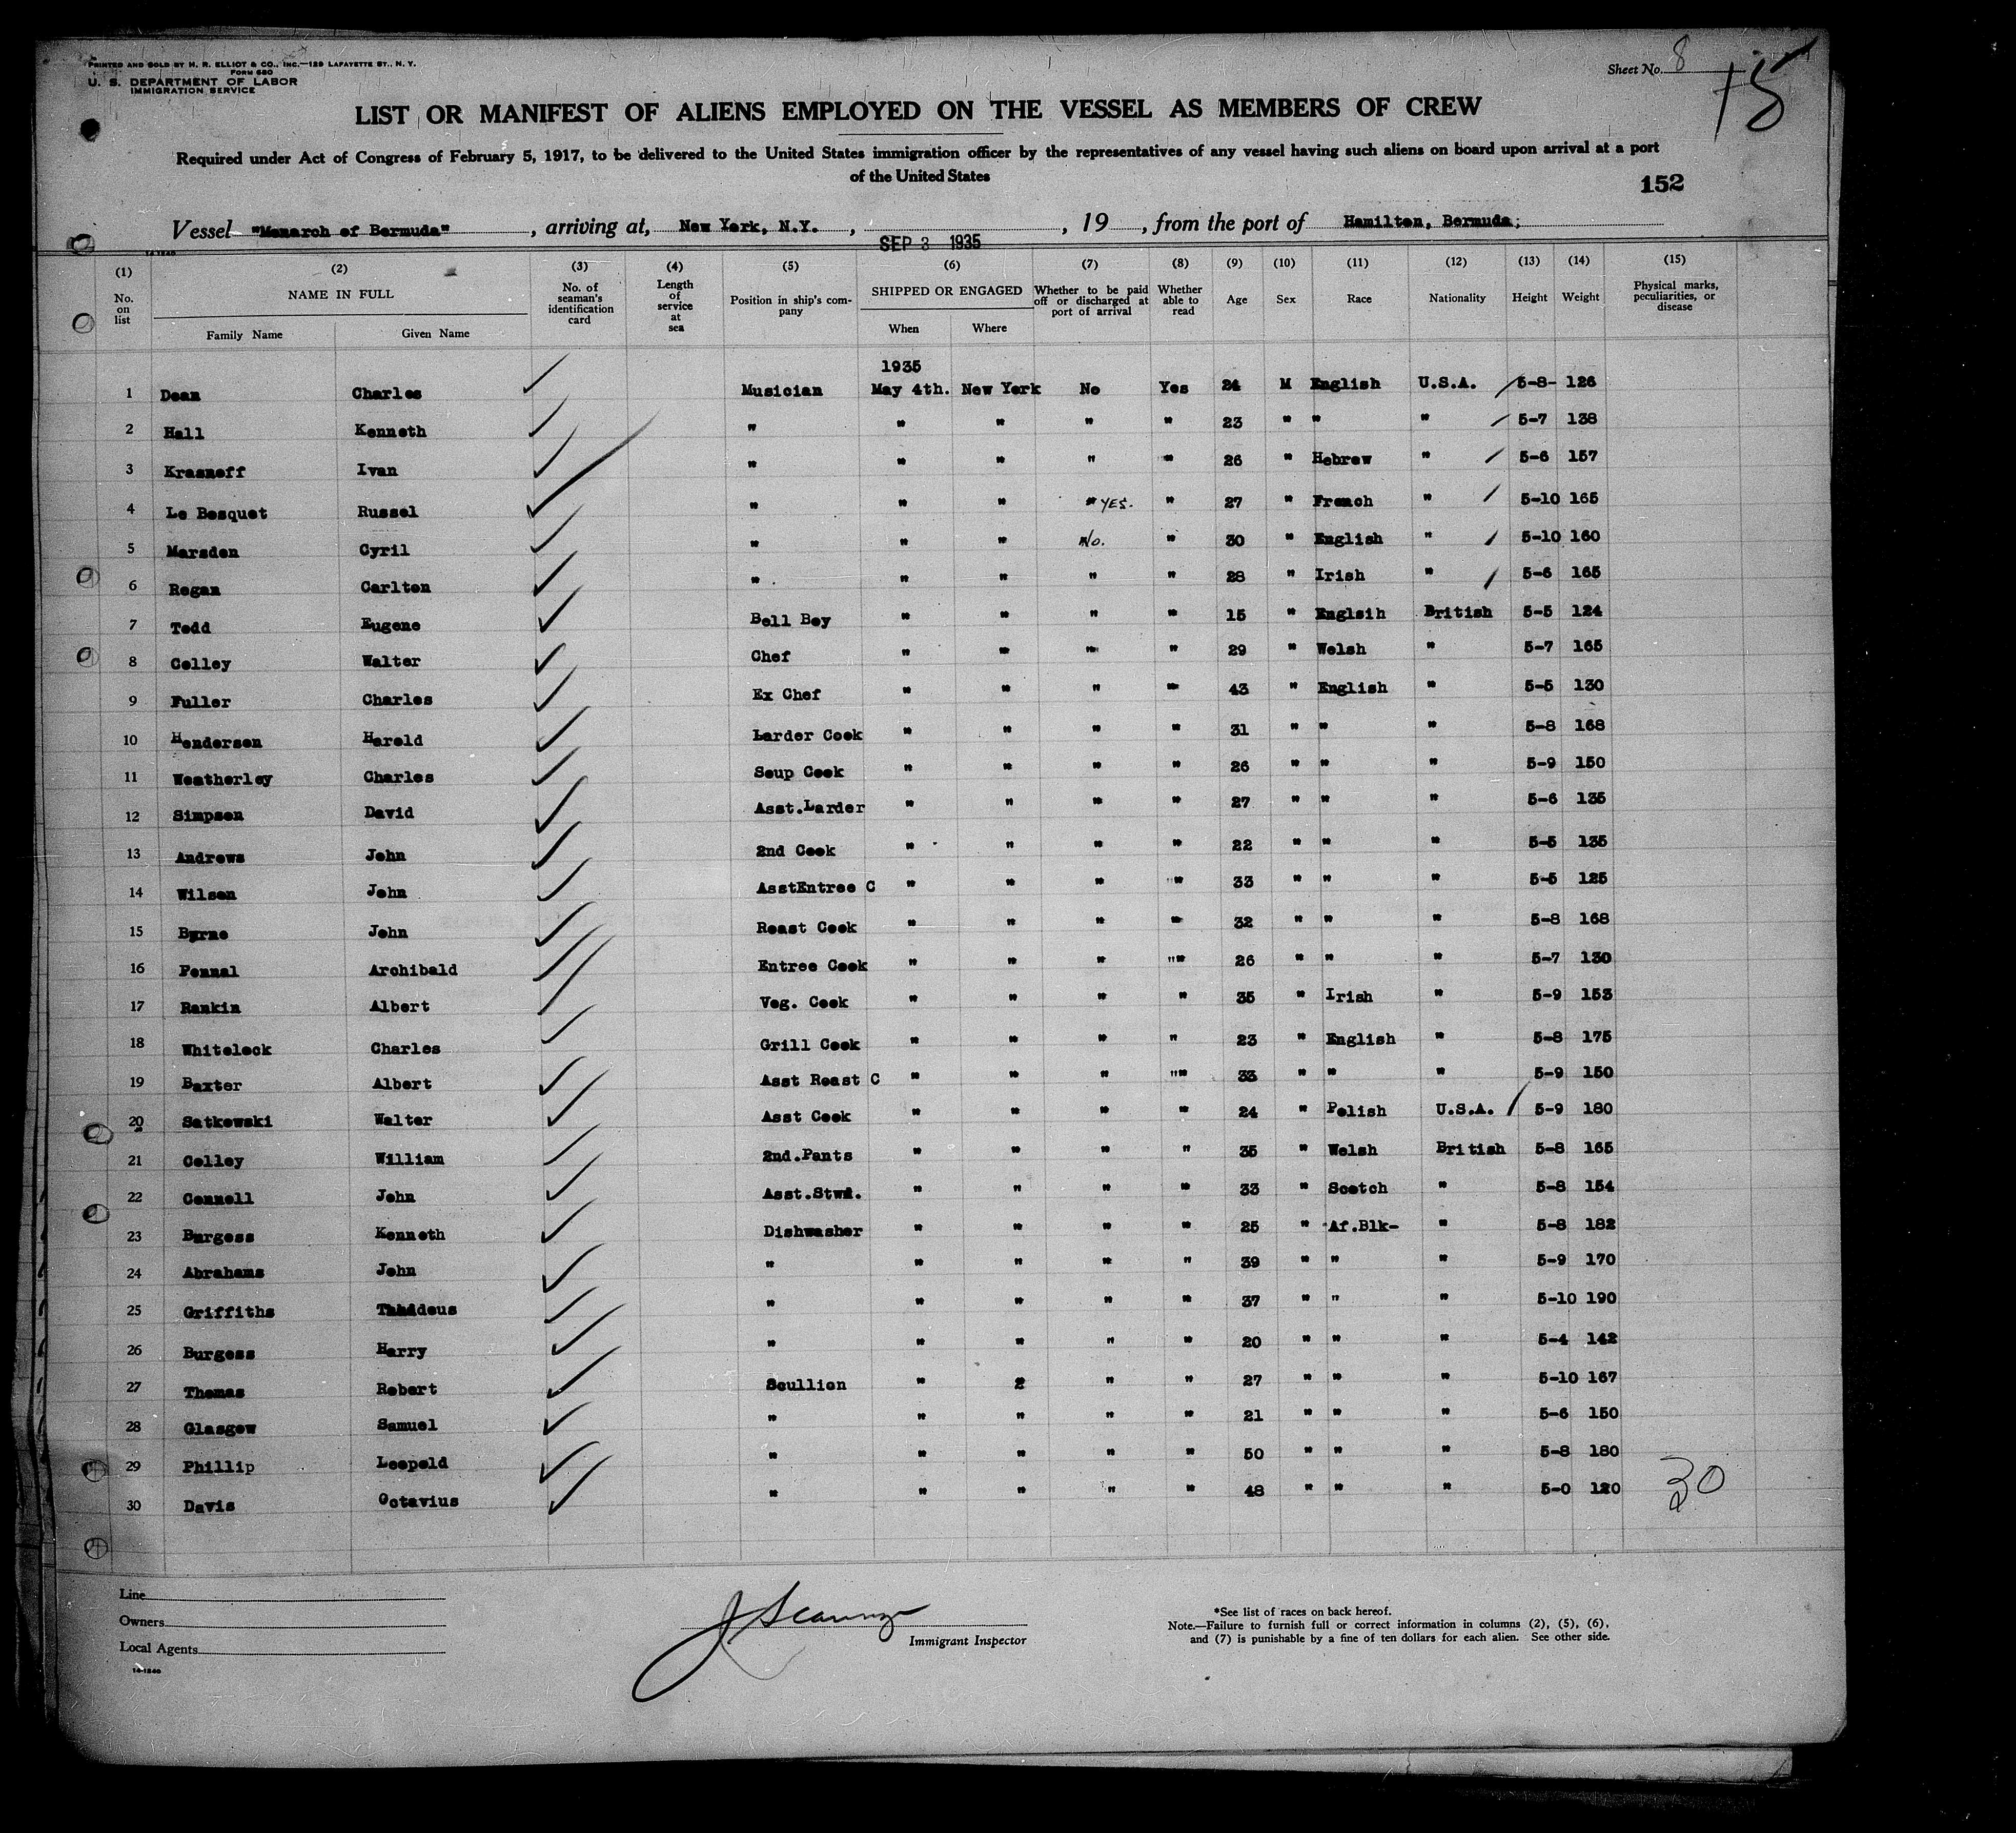 PRINTED AND SOLD BY H. R. ELLIOT & CO., INC.—129 LAFAYETTE ST., N. Y.
FORM 680
U. S. DEPARTMENT OF LABOR
IMMIGRATION SERVICE
Sheet No. 8
LIST OR MANIFEST OF ALIENS EMPLOYED ON THE VESSEL AS MEMBERS OF CREW
Required under Act of Congress of February 5, 1917, to be delivered to the United States immigration officer by the representatives of any vessel having such aliens on board upon arrival at a port
of the United States
152
Vessel "Monarch of Bermuda", arriving at, New York, N.Y., SEP 3 1935, 19 , from the port of Hamilton, Bermuda;
14-1240
(1) (2) (3) (4) (5) (6) (7) (8) (9) (10) (11) (12) (13) (14) (15)
No. on list NAME IN FULL Family Name Given Name No. of seaman's identification card Length of service at sea Position in ship's company SHIPPED OR ENGAGED When Where Whether to be paid off or discharged at port of arrival Whether able to read Age Sex Race Nationality Height Weight Physical marks, peculiarities, or disease
1935
1 Dean Charles Musician May 4th. New York No Yes 24 M English U.S.A. 5-8- 126
2 Hall Kenneth " " " " " 23 " " " 5-7 138
3 Krasneff Ivan " " " " " 26 " Hebrew " 5-6 157
4 Le Besquet Russel " " " " YES. " 27 " French " 5-10 165
5 Marsden Cyril " " " No. " 30 " English " 5-10 160
6 Regan Carlton " " " " " 28 " Irish " 5-6 165
7 Todd Eugene Bell Boy " " " " 15 " Englsih British 5-5 124
8 Colley Walter Chef " " " " 29 " Welsh " 5-7 165
9 Fuller Charles Ex Chef " " " " 43 " English " 5-5 130
10 Henderson Harold Larder Cook " " " " 31 " " " 5-8 168
11 Weatherley Charles Soup Cook " " " " 26 " " " 5-9 150
12 Simpson David Asst.Larder " " " " 27 " " " 5-6 135
13 Andrews John 2nd Cook " " " " 22 " " " 5-5 135
14 Wilson John AsstEntree C " " " " 33 " " " 5-5 125
15 Byrne John Roast Cook " " " " 32 " " " 5-8 168
16 Pennal Archibald Entree Cook " " " " 26 " " " 5-7 130
17 Rankin Albert Veg. Cook " " " " 35 " Irish " 5-9 153
18 Whitelock Charles Grill Cook " " " " 23 " English " 5-8 175
19 Baxter Albert Asst Roast C " " " " 33 " " " 5-9 150
20 Satkowski Walter Asst Cook " " " " 24 " Polish U.S.A. 5-9 180
21 Colley William 2nd.Pants " " " " 35 " Welsh British 5-8 165
22 Connell John Asst.Stwd. " " " " 33 " Scotch " 5-8 154
23 Burgess Kenneth Dishwasher " " " " 25 " Af.Blk- " 5-8 182
24 Abrahams John " " " " " 39 " " " 5-9 170
25 Griffiths " " " " " 37 " " " 5-10 190
26 Burgess Harry " " " " " 20 " " " 5-4 142
27 Thomas Robert Scullion " 2 " " 27 " " " 5-10 167
28 Glasgow Samuel " " " " " 21 " " " 5-6 150
29 Phillip Leopold " " " " " 50 " " " 5-8 180
30 Davis Octavius " " " " " 48 " " " 5-0 120
30
Line
Owners
Local Agents
14-1240
Immigrant Inspector
*See list of races on back hereof.
Note.—Failure to furnish full or correct information in columns (2), (5), (6),
and (7) is punishable by a fine of ten dollars for each alien. See other side.